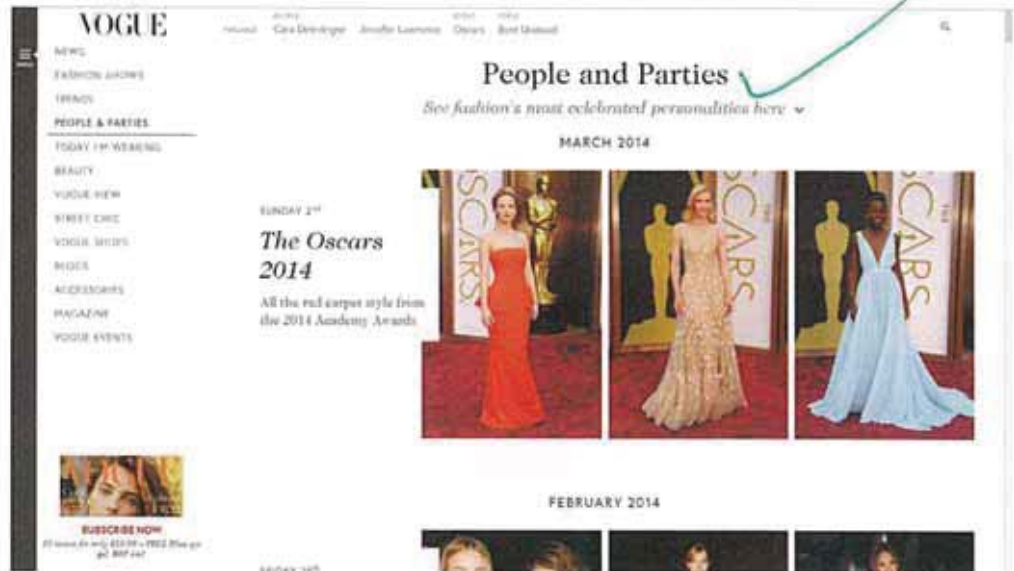 VOGUE
Cara Delevingne Jennifer Lawrence Oscars
NEWS
FASHION SHOWS
TRENDS
PEOPLE & PARTIES
TODAY I'M WEARING
BEAUTY
VOGUE VIEW
STREET CHIC
VOGUE SHOPS
BLOGS
ACCESSORIES
MAGAZINE
VOGUE EVENTS
SUBSCRIBE NOW
People and Parties
See fashion's most celebrated personalities here
MARCH 2014
SUNDAY 2ND
The Oscars
2014
All the red carpet style from
the 2014 Academy Awards
SCARS
OSCARS
SCARS
FEBRUARY 2014